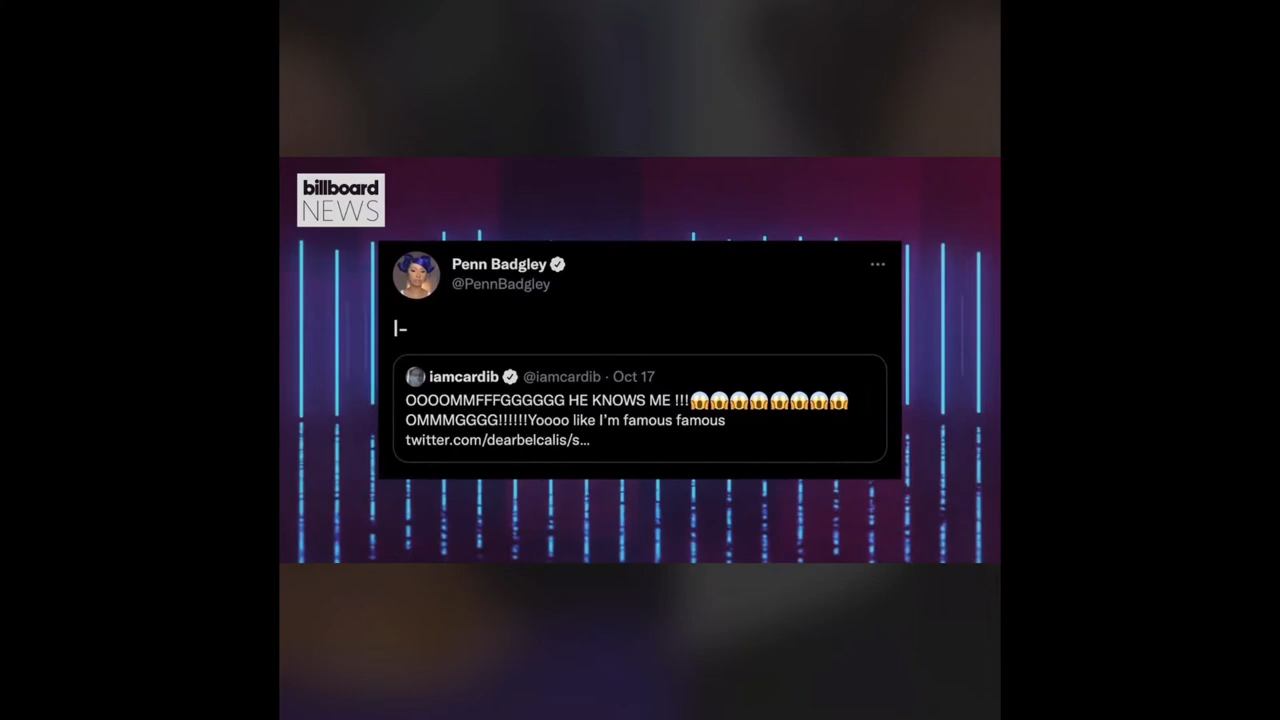 billboard
NEWS
Penn Badgley
@PennBadgley
...
|-
iamcardib @iamcardib · Oct 17
OOOOMMFFFGGGGGG HE KNOWS ME !!!😱😱😱😱😱😱😱😱
OMMMGGGG!!!!!!Yoooo like I’m famous famous
twitter.com/dearbelcalis/s...